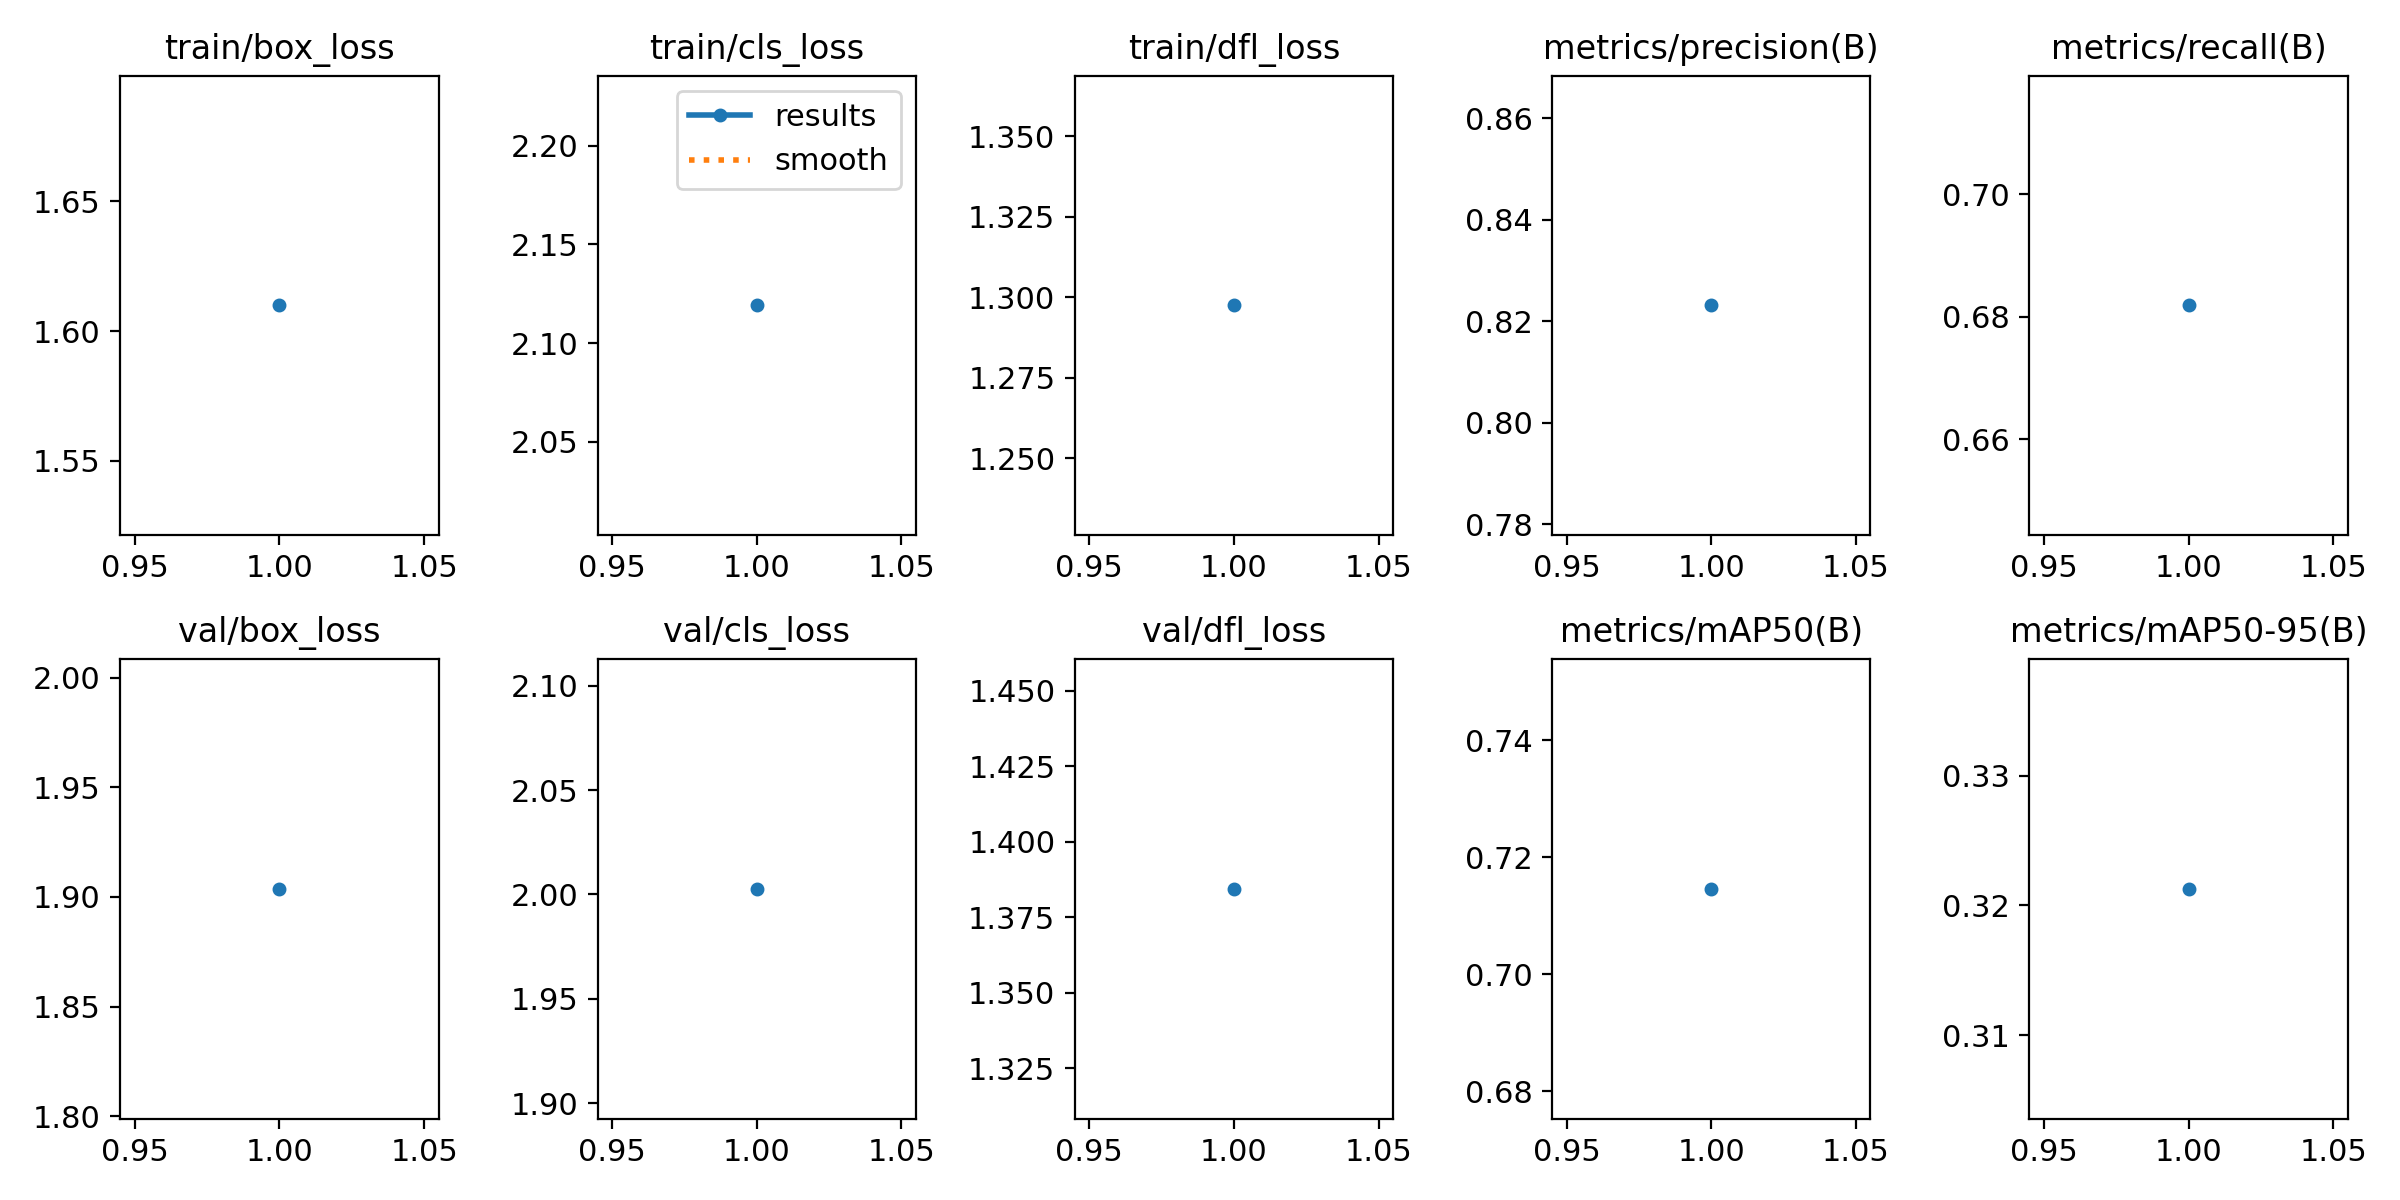 train/box_loss
1.65
1.60
1.55
0.95 1.00 1.05
train/cls_loss
results
smooth
2.20
2.15
2.10
2.05
0.95 1.00 1.05
train/dfl_loss
1.350
1.325
1.300
1.275
1.250
0.95 1.00 1.05
metrics/precision(B)
0.86
0.84
0.82
0.80
0.78
0.95 1.00 1.05
metrics/recall(B)
0.70
0.68
0.66
0.95 1.00 1.05
val/box_loss
2.00
1.95
1.90
1.85
1.80
0.95 1.00 1.05
val/cls_loss
2.10
2.05
2.00
1.95
1.90
0.95 1.00 1.05
val/dfl_loss
1.450
1.425
1.400
1.375
1.350
1.325
0.95 1.00 1.05
metrics/mAP50(B)
0.74
0.72
0.70
0.68
0.95 1.00 1.05
metrics/mAP50-95(B)
0.33
0.32
0.31
0.95 1.00 1.05